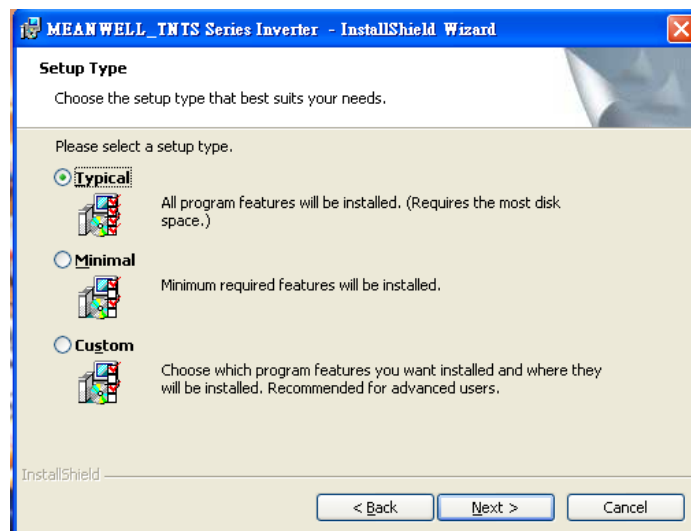 MEANWELL_TNTS Series Inverter - InstallShield Wizard
Setup Type
Choose the setup type that best suits your needs.
Please select a setup type.
Typical
All program features will be installed. (Requires the most disk
space.)
Minimal
Minimum required features will be installed.
Custom
Choose which program features you want installed and where they
will be installed. Recommended for advanced users.
InstallShield
< Back
Next >
Cancel